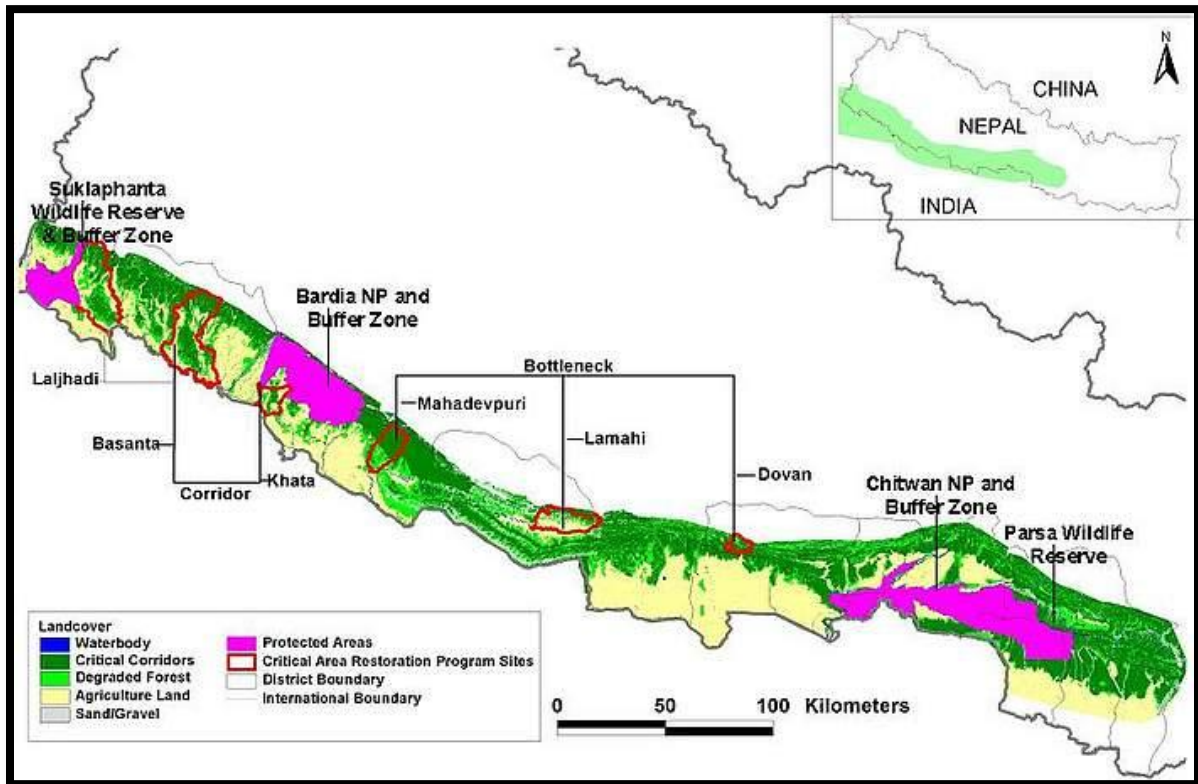 N
CHINA
NEPAL
INDIA
Suklaphanta
Wildlife Reserve
& Buffer Zone
Bardia NP and
Buffer Zone
Bottleneck
Laljhadi
Mahadevpuri
Lamahi
Basanta
Khata
Corridor
Dovan
Chitwan NP and
Buffer Zone
Parsa Wildlife
Reserve
Landcover
Waterbody
Critical Corridors
Degraded Forest
Agriculture Land
Sand/Gravel
Protected Areas
Critical Area Restoration Program Sites
District Boundary
International Boundary
0 50 100 Kilometers